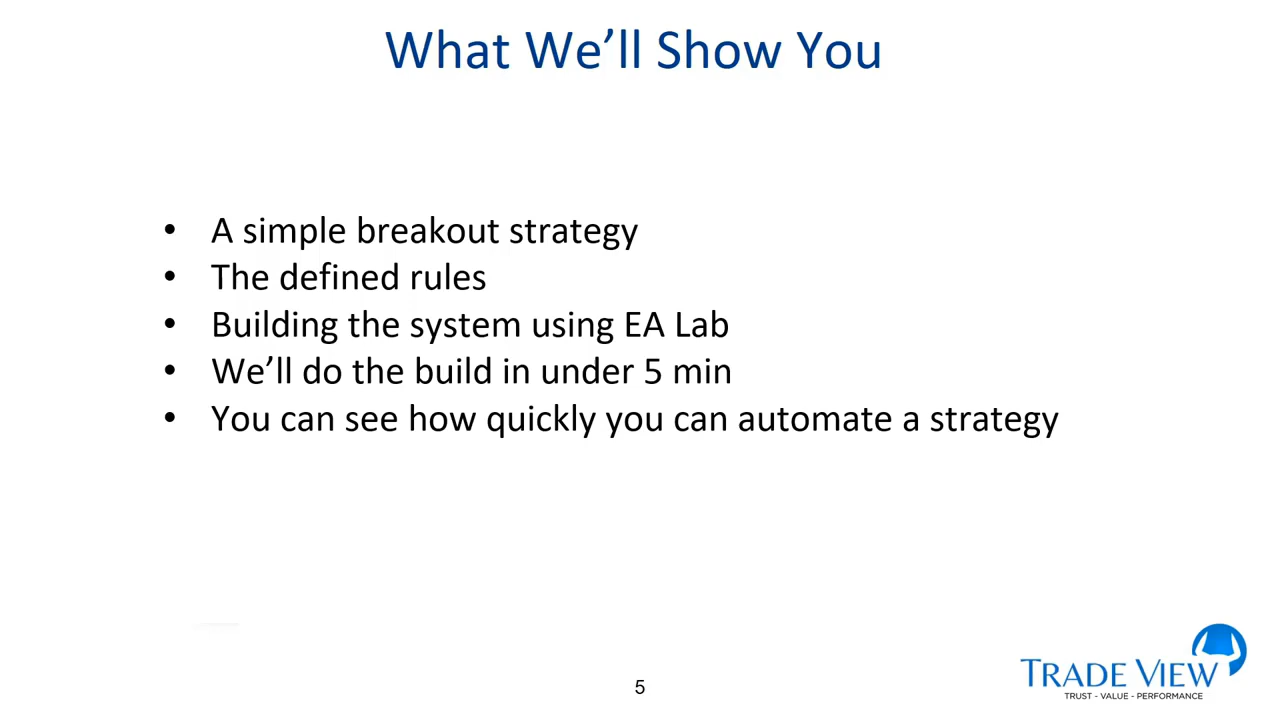 What We’ll Show You
• A simple breakout strategy
• The defined rules
• Building the system using EA Lab
• We’ll do the build in under 5 min
• You can see how quickly you can automate a strategy
5
TRADE VIEW
TRUST - VALUE - PERFORMANCE